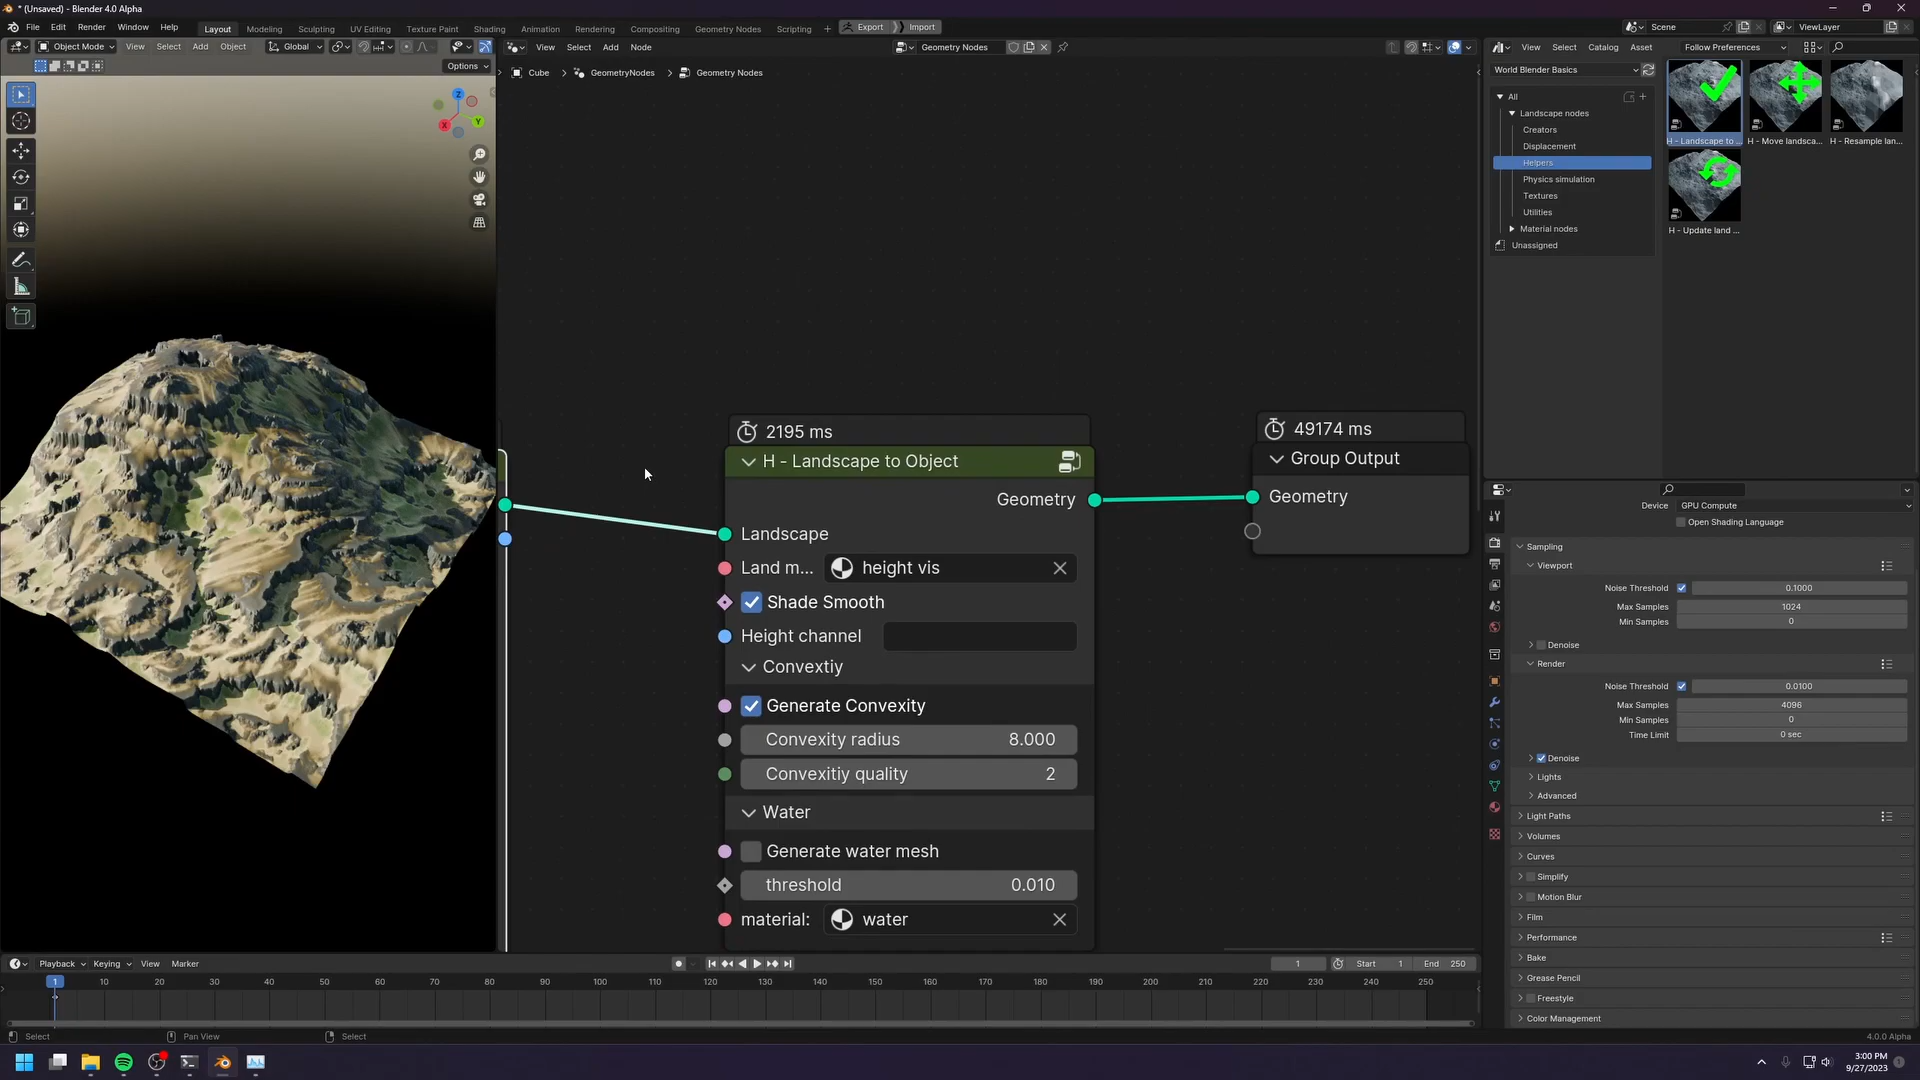 * (Unsaved) - Blender 4.0 Alpha
File Edit Render Window Help Layout Modeling Sculpting UV Editing Texture Paint Shading Animation Rendering Compositing Geometry Nodes Scripting + Export Import Scene ViewLayer
Object Mode View Select Add Object Global View Select Add Node Geometry Nodes View Select Catalog Asset Follow Preferences
Options
Cube GeometryNodes Geometry Nodes
World Blender Basics
All
Landscape nodes
Creators
Displacement
Helpers
Physics simulation
Textures
Utilities
Material nodes
Unassigned
H - Landscape to ...
H - Move landsca...
H - Resample lan...
H - Update land ...
Z
X
Y
2195 ms
H - Landscape to Object
Geometry
Landscape
Land m... height vis
Shade Smooth
Height channel
Convextiy
Generate Convexity
Convexity radius 8.000
Convexitiy quality 2
Water
Generate water mesh
threshold 0.010
material: water
49174 ms
Group Output
Geometry
Device GPU Compute
Open Shading Language
Sampling
Viewport
Noise Threshold 0.1000
Max Samples 1024
Min Samples 0
Denoise
Render
Noise Threshold 0.0100
Max Samples 4096
Min Samples 0
Time Limit 0 sec
Denoise
Lights
Advanced
Light Paths
Volumes
Curves
Simplify
Motion Blur
Film
Performance
Bake
Grease Pencil
Freestyle
Color Management
Playback Keying View Marker 1 Start 1 End 250
1 10 20 30 40 50 60 70 80 90 100 110 120 130 140 150 160 170 180 190 200 210 220 230 240 250
Select Pan View Select 4.0.0 Alpha
3:00 PM
9/27/2023